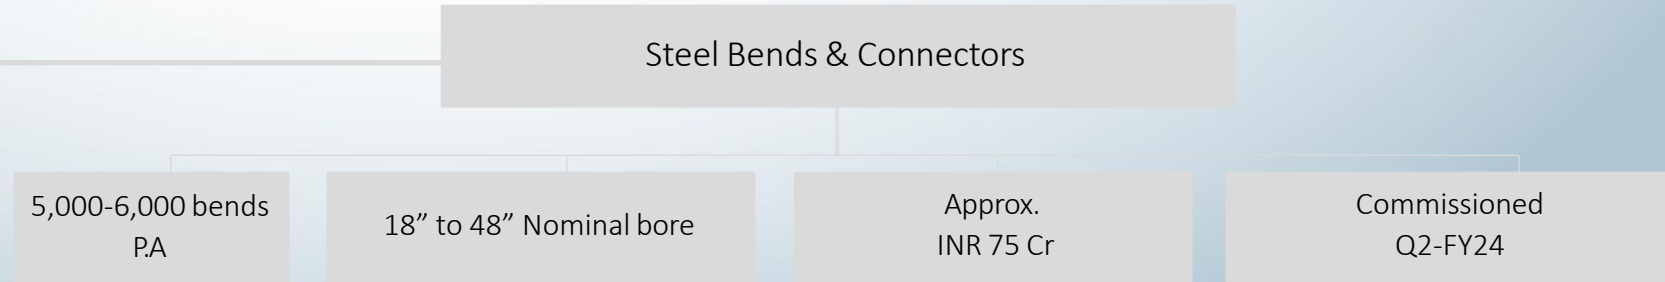 Steel Bends & Connectors
5,000-6,000 bends
P.A
18” to 48” Nominal bore
Approx.
INR 75 Cr
Commissioned
Q2-FY24